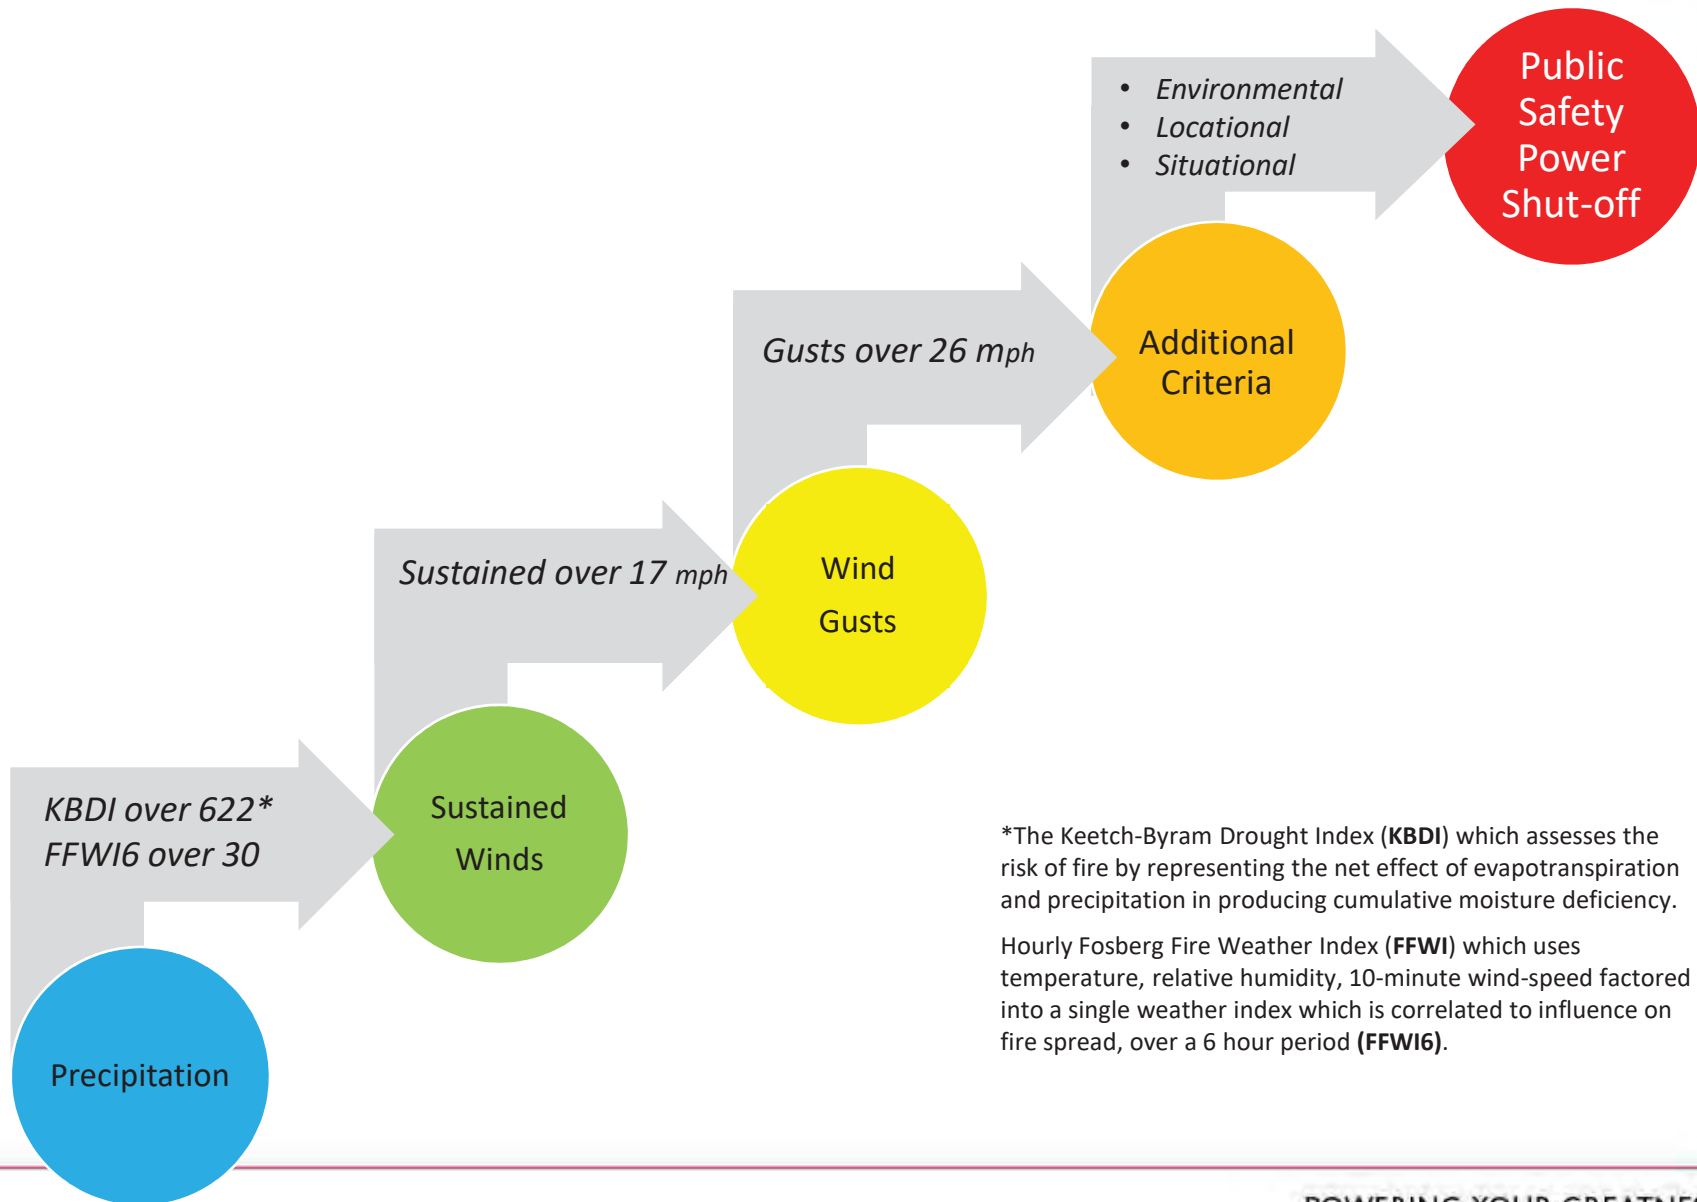 Public
Safety
Power
Shut-off
• Environmental
• Locational
• Situational
Additional
Criteria
Gusts over 26 mph
Wind
Gusts
Sustained over 17 mph
Sustained
Winds
KBDI over 622*
FFWI6 over 30
Precipitation
*The Keetch-Byram Drought Index (KBDI) which assesses the
risk of fire by representing the net effect of evapotranspiration
and precipitation in producing cumulative moisture deficiency.
Hourly Fosberg Fire Weather Index (FFWI) which uses
temperature, relative humidity, 10-minute wind-speed factored
into a single weather index which is correlated to influence on
fire spread, over a 6 hour period (FFWI6).
POWERING YOUR GREATNES